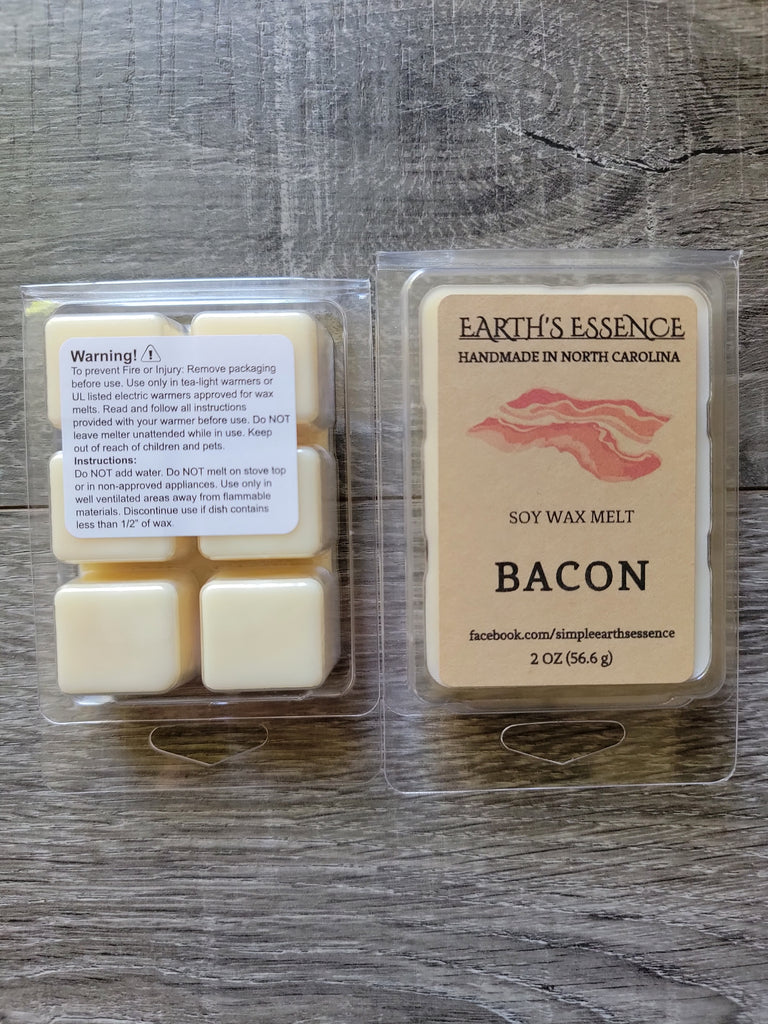 Warning!
To prevent Fire or Injury: Remove packaging
before use. Use only in tea-light warmers or
UL listed electric warmers approved for wax
melts. Read and follow all instructions
provided with your warmer before use. Do NOT
leave melter unattended while in use. Keep
out of reach of children and pets.
Instructions:
Do NOT add water. Do NOT melt on stove top
or in non-approved appliances. Use only in
well ventilated areas away from flammable
materials. Discontinue use if dish contains
less than 1/2" of wax.
EARTH'S ESSENCE
HANDMADE IN NORTH CAROLINA
SOY WAX MELT
BACON
facebook.com/simpleearthsessence
2 OZ (56.6 g)